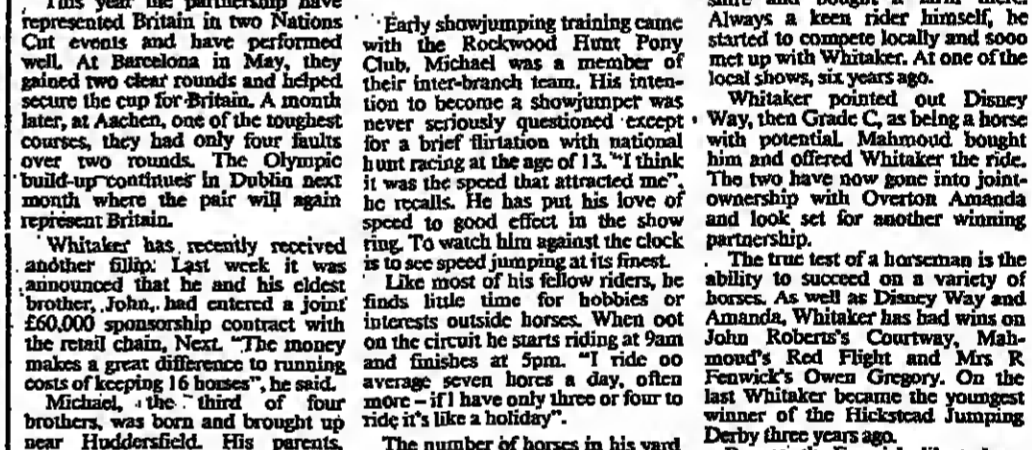 This year the partnership have
represented Britain in two Nations
Cut events and have performed
well. At Barcelona in May, they
gained two clear rounds and helped
secure the cup for Britain. A month
later, at Aachen, one of the toughest
courses, they had only four faults
over two rounds. The Olympic
build-up continues in Dublin next
month where the pair will again
represent Britain.
Whitaker has recently received
another fillip: Last week it was
announced that he and his eldest
brother, John, had entered a joint
£60,000 sponsorship contract with
the retail chain, Next. "The money
makes a great difference to running
costs of keeping 16 horses", he said.
Michael, the third of four
brothers, was born and brought up
near Huddersfield. His parents,
Early showjumping training came
with the Rockwood Hunt Pony
Club. Michael was a member of
their inter-branch team. His inten-
tion to become a showjumper was
never seriously questioned except
for a brief flirtation with national
hunt racing at the age of 13. "I think
it was the speed that attracted me",
he recalls. He has put his love of
speed to good effect in the show
ring. To watch him against the clock
is to see speed jumping at its finest.
Like most of his fellow riders, he
finds little time for hobbies or
interests outside horses. When oot
on the circuit he starts riding at 9am
and finishes at 5pm. "I ride oo
average seven hores a day, often
more – if I have only three or four to
ride it's like a holiday".
The number of horses in his yard
Always a keen rider himself, he
started to compete locally and sooo
met up with Whitaker. At one of the
local shows, six years ago.
Whitaker pointed out Disney
Way, then Grade C, as being a horse
with potential. Mahmoud bought
him and offered Whitaker the ride.
The two have now gone into joint-
ownership with Overton Amanda
and look set for another winning
partnership.
The true test of a horseman is the
ability to succeed on a variety of
horses. As well as Disney Way and
Amanda, Whitaker has had wins on
John Roberts's Courtway, Mah-
moud's Red Flight and Mrs R
Fenwick's Owen Gregory. On the
last Whitaker became the youngest
winner of the Hickstead Jumping
Derby three years ago.